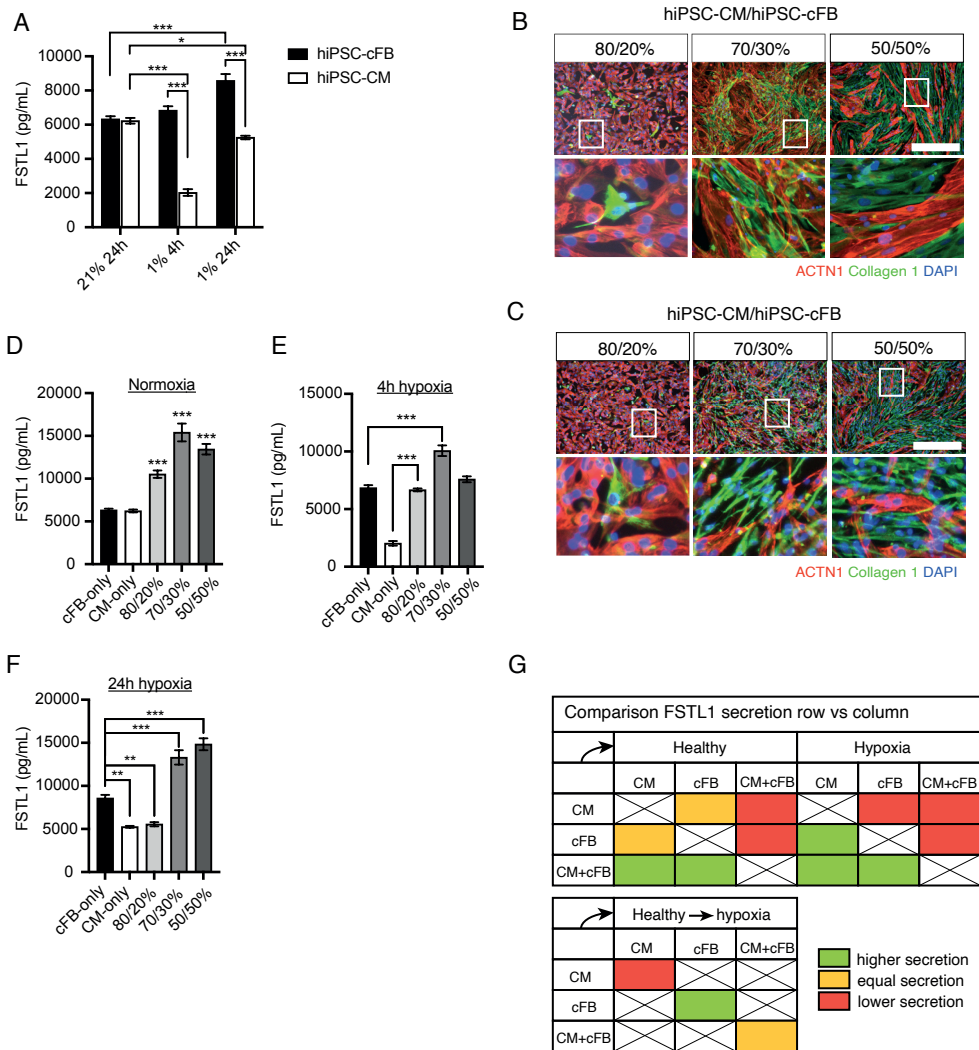 A
***
*
***
***
***
hiPSC-cFB
hiPSC-CM
FSTL1 (pg/mL)
10000
8000
6000
4000
2000
0
21% 24h
1% 4h
1% 24h
B
hiPSC-CM/hiPSC-cFB
80/20%
70/30%
50/50%
ACTN1 Collagen 1 DAPI
C
hiPSC-CM/hiPSC-cFB
80/20%
70/30%
50/50%
ACTN1 Collagen 1 DAPI
D
Normoxia
FSTL1 (pg/mL)
20000
15000
10000
5000
0
***
***
***
cFB-only
CM-only
80/20%
70/30%
50/50%
E
4h hypoxia
FSTL1 (pg/mL)
15000
10000
5000
0
***
***
cFB-only
CM-only
80/20%
70/30%
50/50%
F
24h hypoxia
FSTL1 (pg/mL)
20000
15000
10000
5000
0
***
***
**
**
cFB-only
CM-only
80/20%
70/30%
50/50%
G
Comparison FSTL1 secretion row vs column
Healthy Hypoxia
CM cFB CM+cFB CM cFB CM+cFB
CM
cFB
CM+cFB
Healthy → hypoxia
CM cFB CM+cFB
CM
cFB
CM+cFB
higher secretion
equal secretion
lower secretion